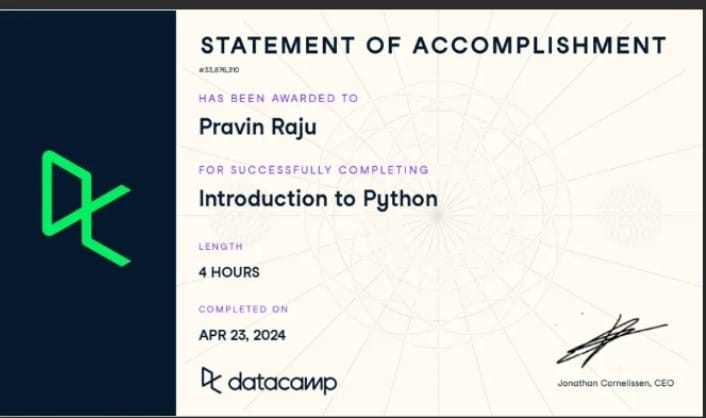 STATEMENT OF ACCOMPLISHMENT
#33,876,310
HAS BEEN AWARDED TO
Pravin Raju
FOR SUCCESSFULLY COMPLETING
Introduction to Python
LENGTH
4 HOURS
COMPLETED ON
APR 23, 2024
datacamp
Jonathan Cornelissen, CEO